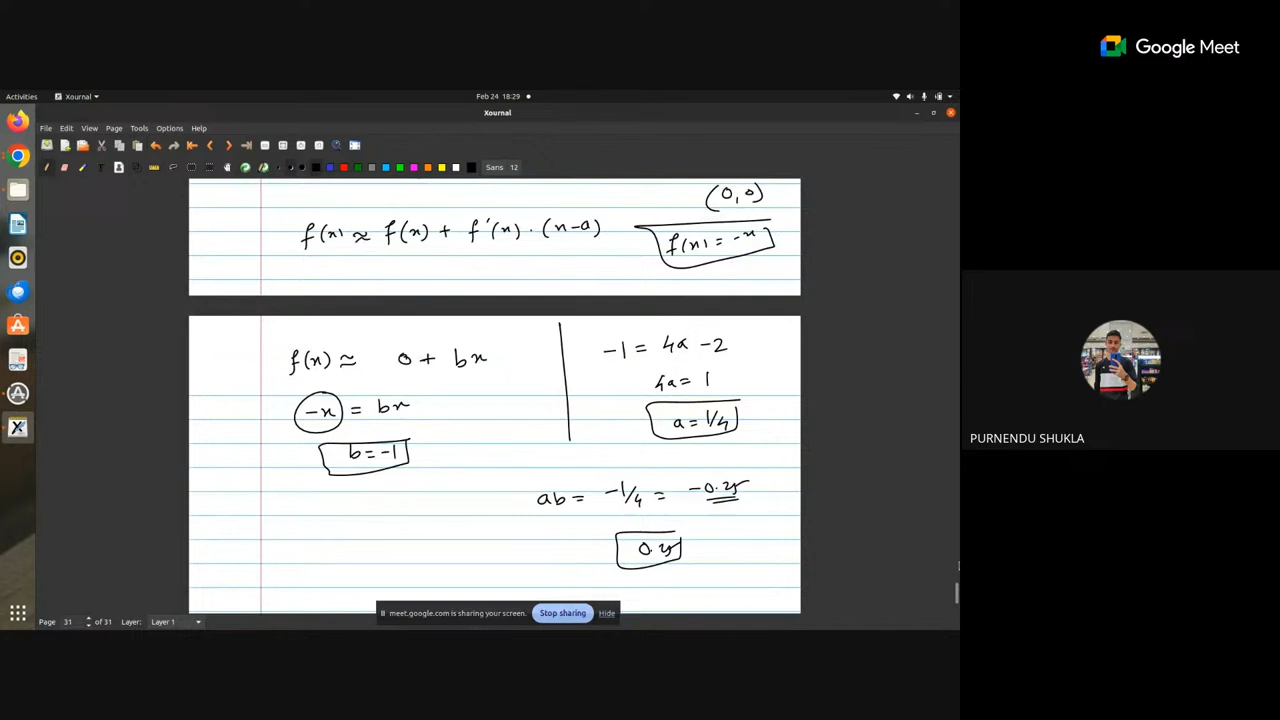 Google Meet
Activities Xournal Feb 24 18:29
Xournal
File Edit View Page Tools Options Help
Sans 12
(0,0)
f(x) ≈ f(x) + f'(x) · (x-a)
f(x) = -x
f(x) ≈ 0 + bx
-x = bx
b = -1
-1 = 4a -2
4a = 1
a = 1/4
ab = -1/4 = -0.25
0.25
meet.google.com is sharing your screen. Stop sharing Hide
Page 31 of 31 Layer: Layer 1
PURNENDU SHUKLA